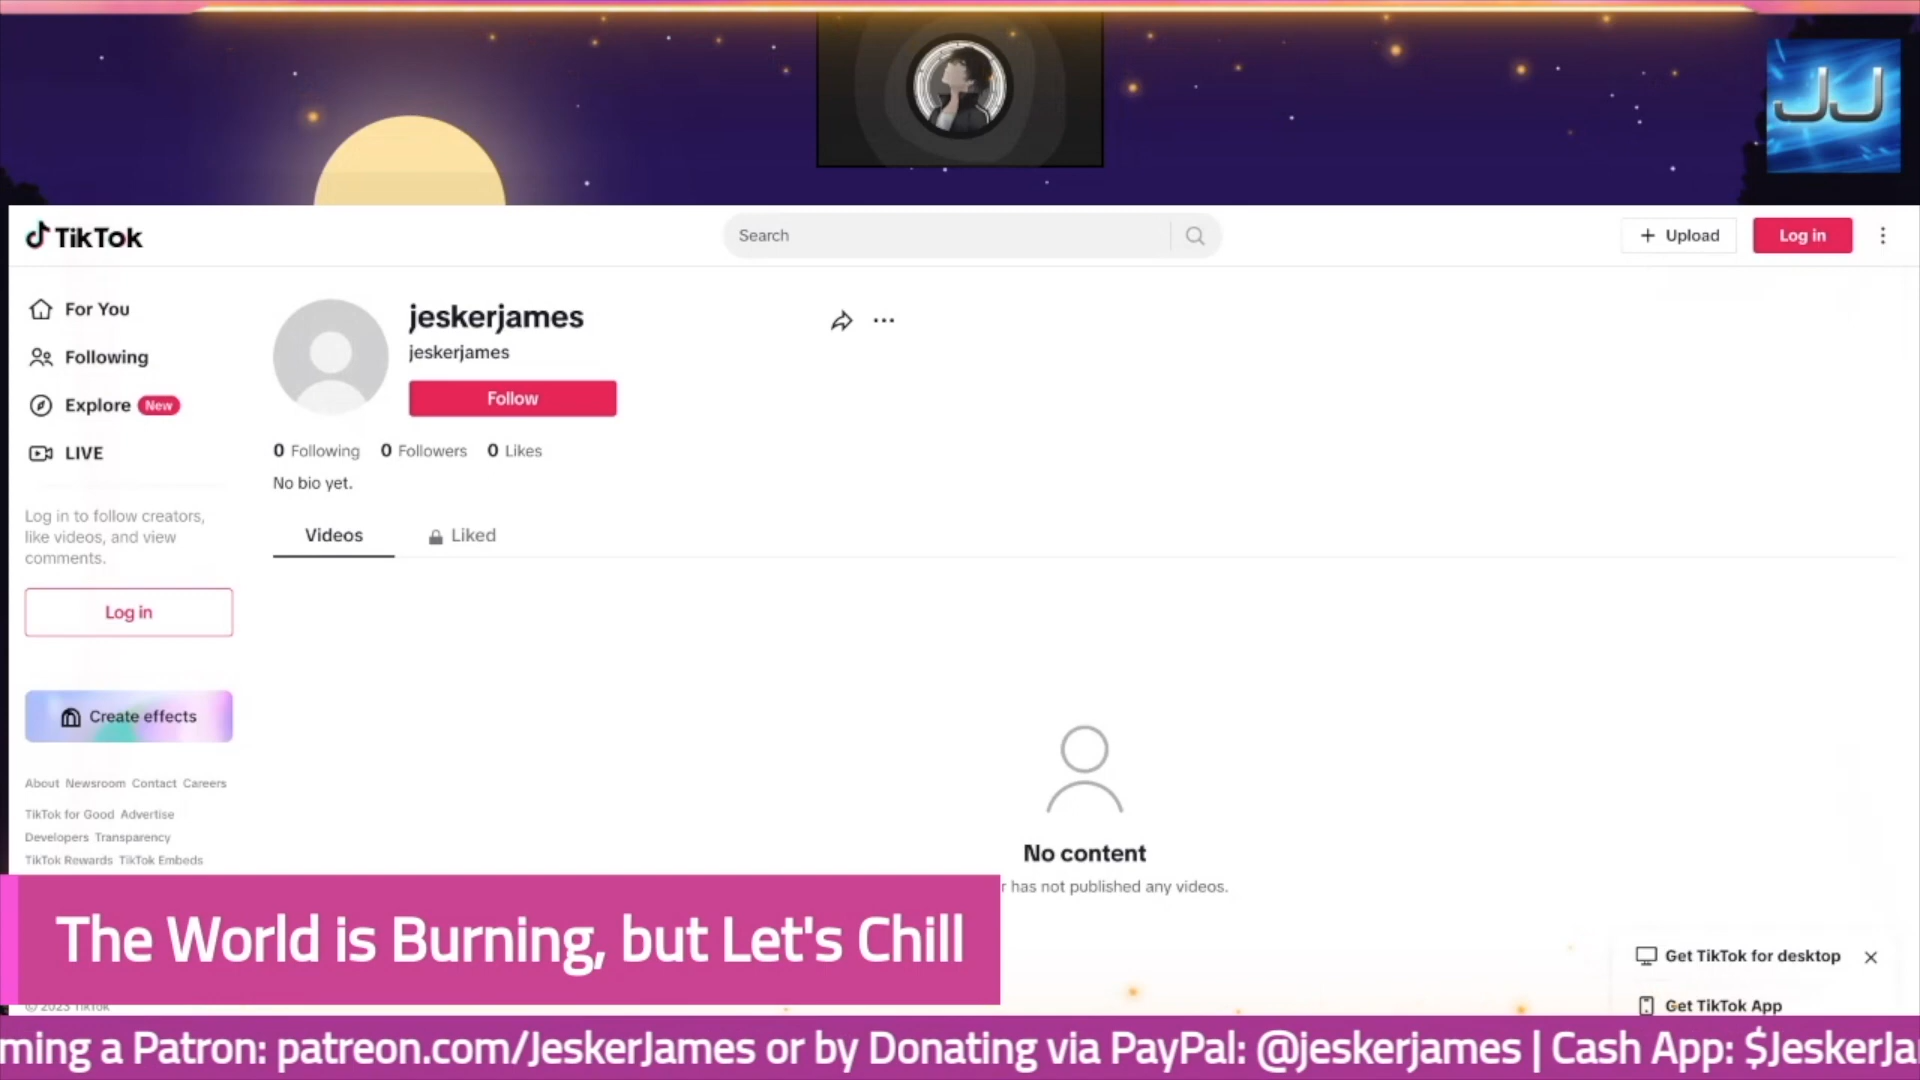 JJ
TikTok
Search
Upload
Log in
For You
Following
Explore New
LIVE
Log in to follow creators,
like videos, and view
comments.
Log in
Create effects
About Newsroom Contact Careers
TikTok for Good Advertise
Developers Transparency
TikTok Rewards TikTok Embeds
© 2023 TikTok
jeskerjames
jeskerjames
Follow
0 Following 0 Followers 0 Likes
No bio yet.
Videos Liked
No content
r has not published any videos.
Get TikTok for desktop
Get TikTok App
The World is Burning, but Let's Chill
ming a Patron: patreon.com/JeskerJames or by Donating via PayPal: @jeskerjames | Cash App: $JeskerJa